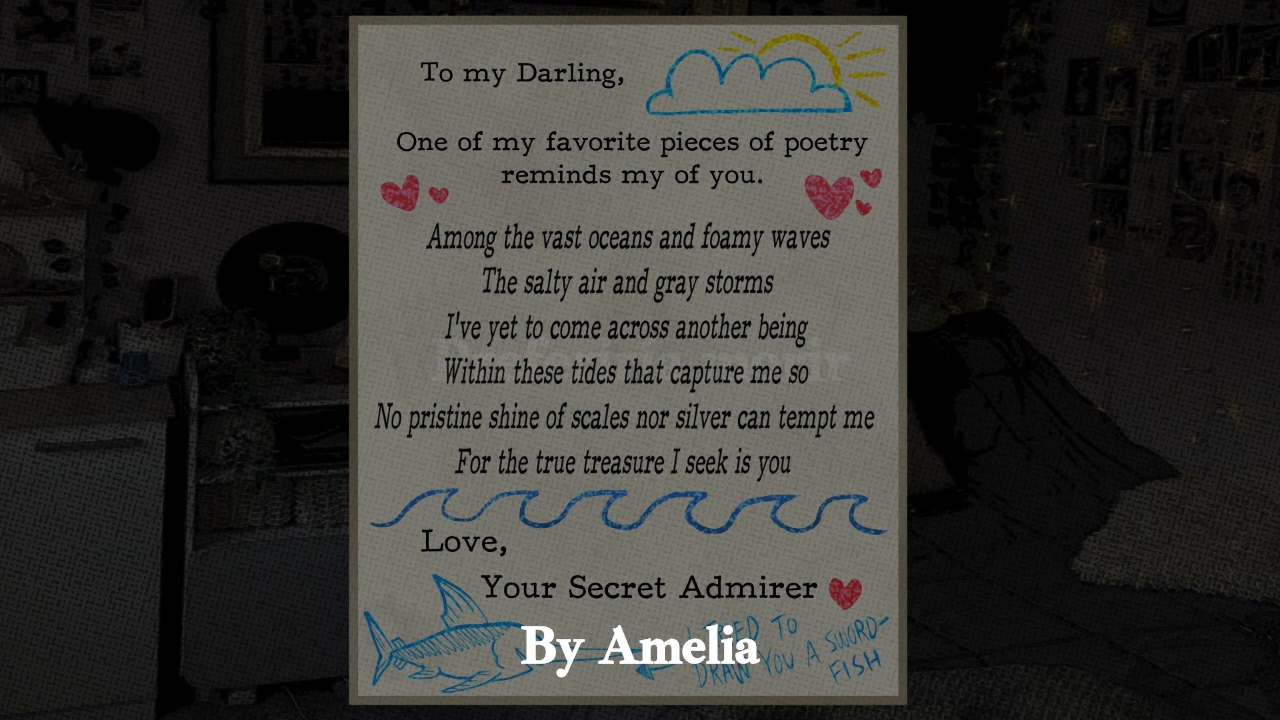 To my Darling,
One of my favorite pieces of poetry
reminds my of you.
Among the vast oceans and foamy waves
The salty air and gray storms
I've yet to come across another being
Within these tides that capture me so
No pristine shine of scales nor silver can tempt me
For the true treasure I seek is you
Love,
Your Secret Admirer
TO
DRAW YOU A SWORD-
FISH
By Amelia